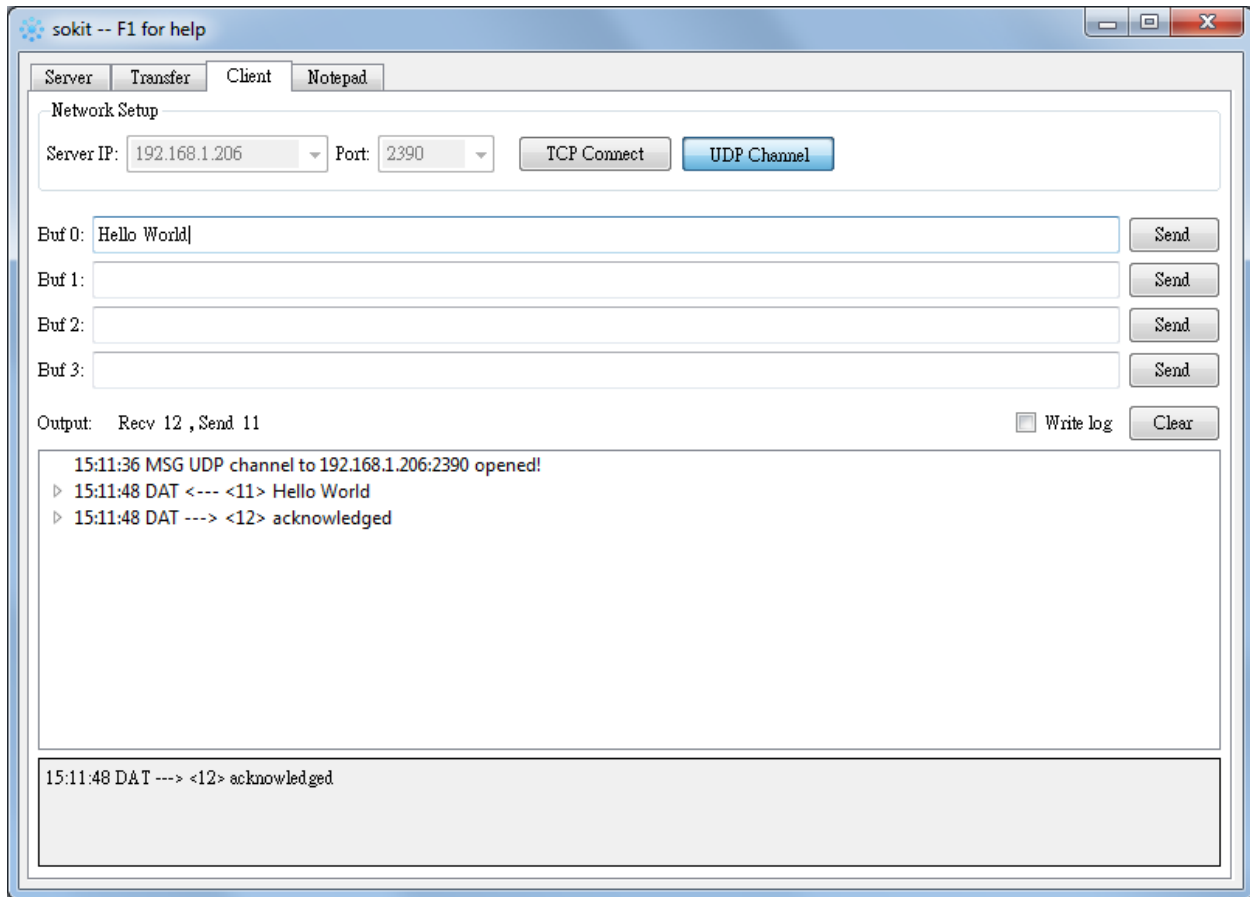 sokit -- F1 for help
Server Transfer Client Notepad
Network Setup
Server IP: 192.168.1.206 Port: 2390 TCP Connect UDP Channel
Buf 0: Hello World Send
Buf 1: Send
Buf 2: Send
Buf 3: Send
Output: Recv 12 , Send 11 Write log Clear
15:11:36 MSG UDP channel to 192.168.1.206:2390 opened!
15:11:48 DAT <--- <11> Hello World
15:11:48 DAT ---> <12> acknowledged
15:11:48 DAT ---> <12> acknowledged